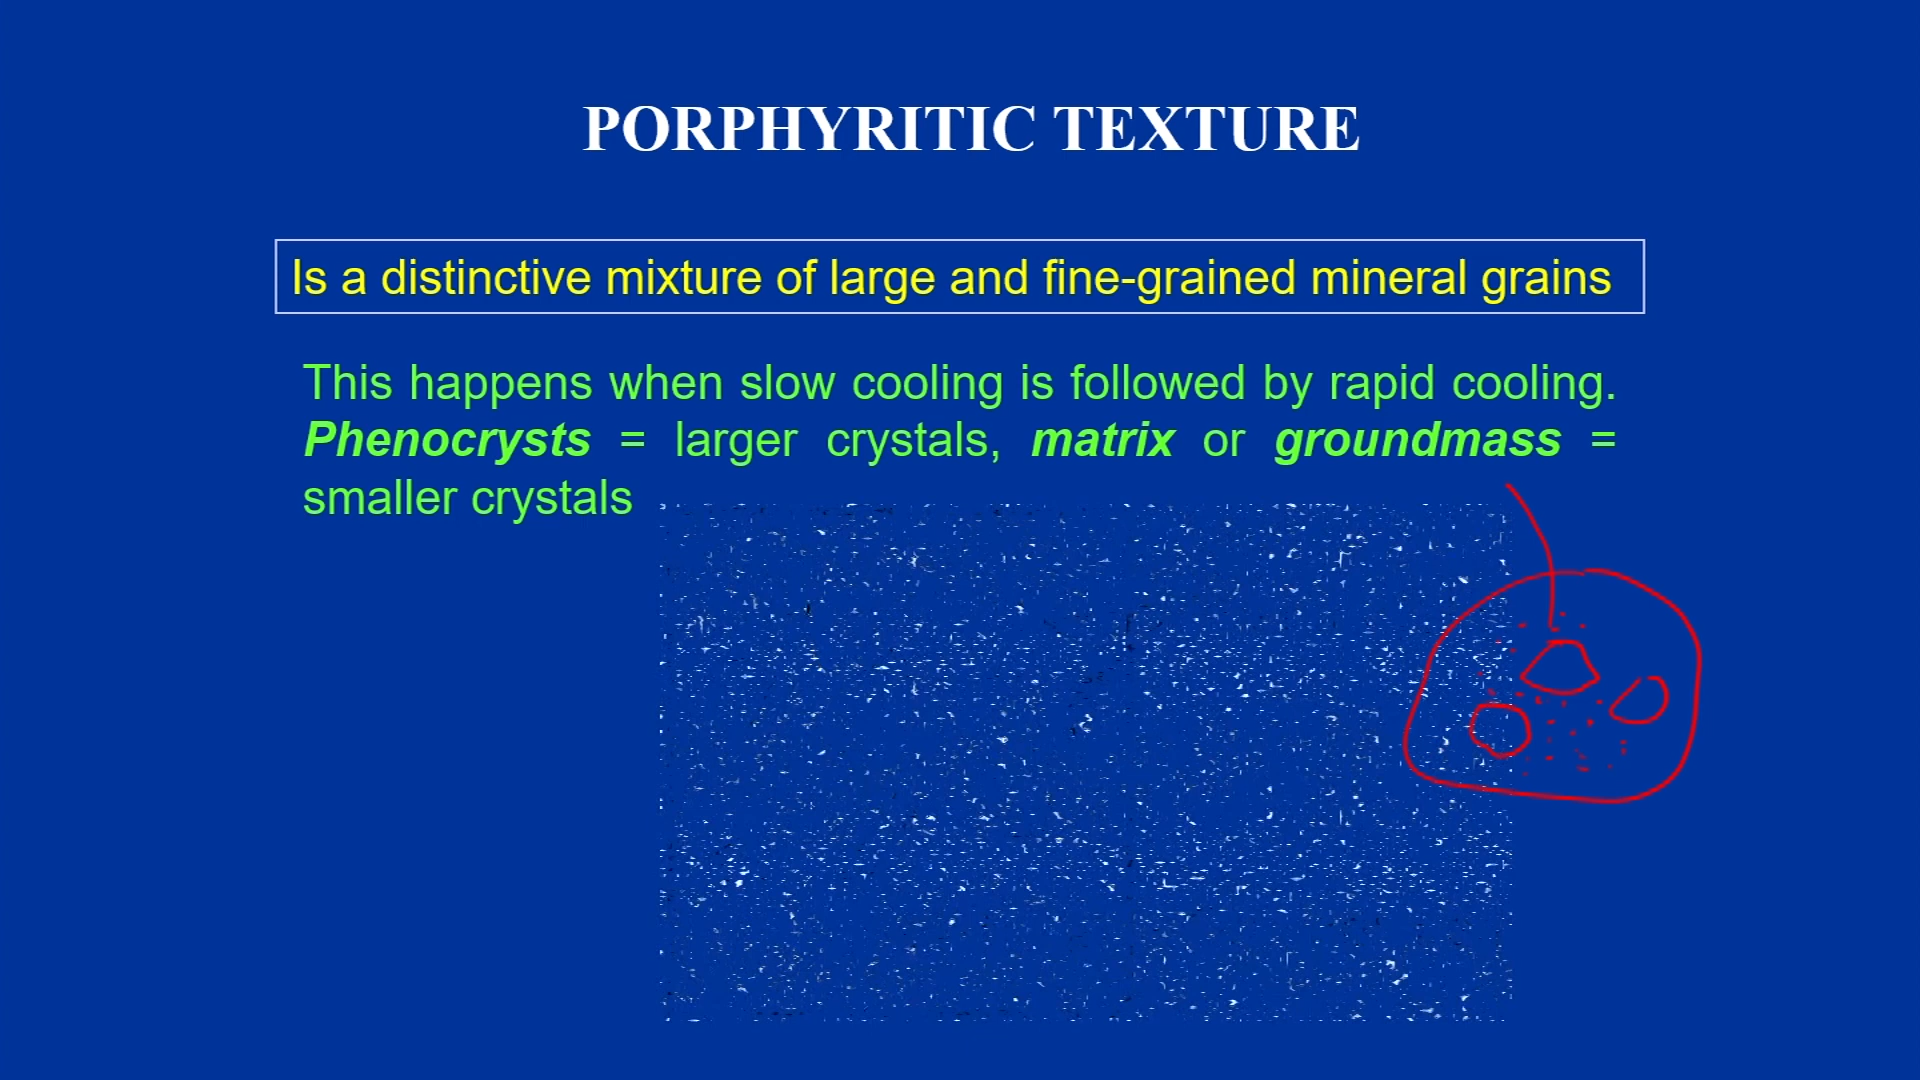 PORPHYRITIC TEXTURE
Is a distinctive mixture of large and fine-grained mineral grains
This happens when slow cooling is followed by rapid cooling.
Phenocrysts = larger crystals, matrix or groundmass =
smaller crystals